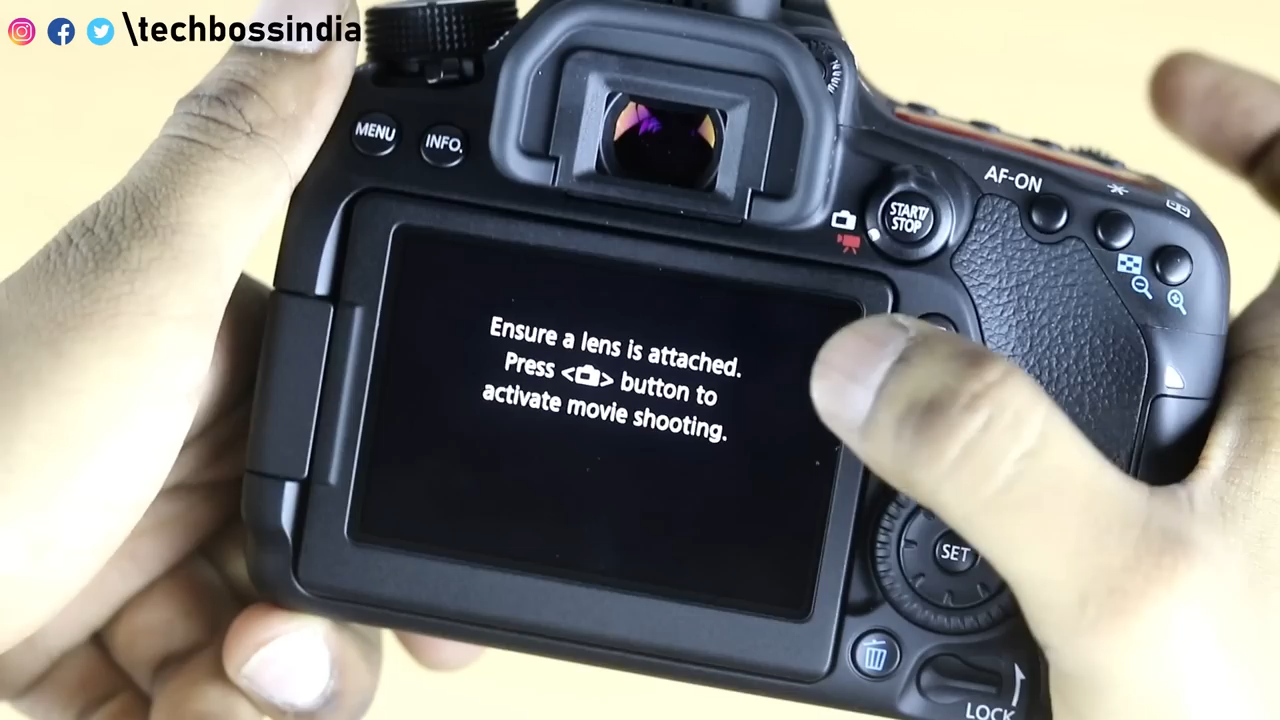 \techbossindia
MENU
INFO.
START/
STOP
AF-ON
Ensure a lens is attached.
Press < > button to
activate movie shooting.
SET
LOCK